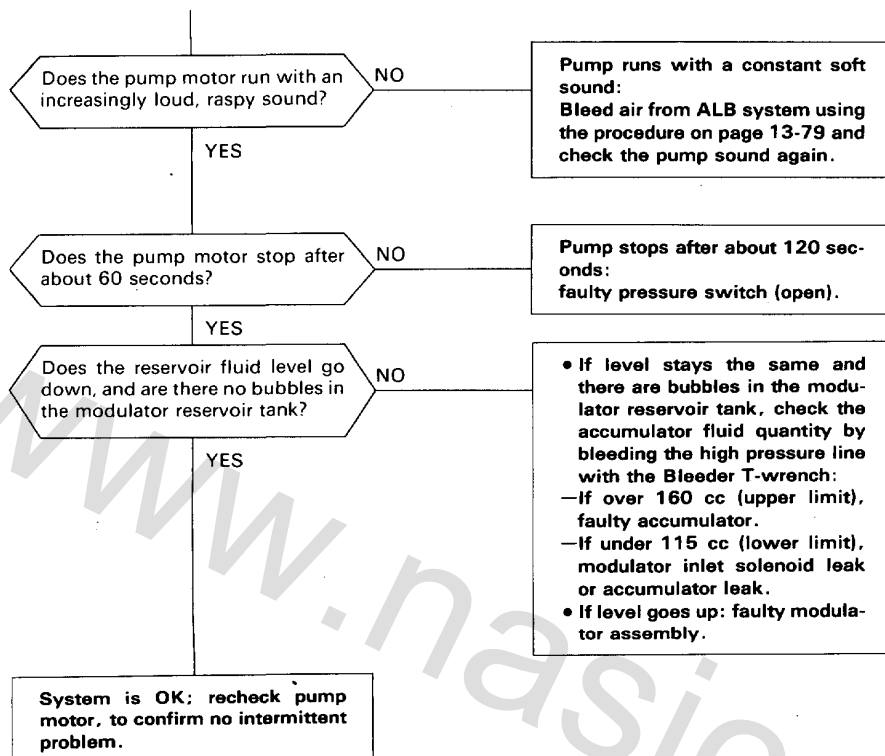 Does the pump motor run with an
increasingly loud, raspy sound?
NO
Pump runs with a constant soft
sound:
Bleed air from ALB system using
the procedure on page 13-79 and
check the pump sound again.
YES
Does the pump motor stop after
about 60 seconds?
NO
Pump stops after about 120 sec-
onds:
faulty pressure switch (open).
YES
Does the reservoir fluid level go
down, and are there no bubbles in
the modulator reservoir tank?
NO
• If level stays the same and
there are bubbles in the modu-
lator reservoir tank, check the
accumulator fluid quantity by
bleeding the high pressure line
with the Bleeder T-wrench:
—If over 160 cc (upper limit),
faulty accumulator.
—If under 115 cc (lower limit),
modulator inlet solenoid leak
or accumulator leak.
• If level goes up: faulty modula-
tor assembly.
YES
System is OK; recheck pump
motor, to confirm no intermittent
problem.
www.nasic